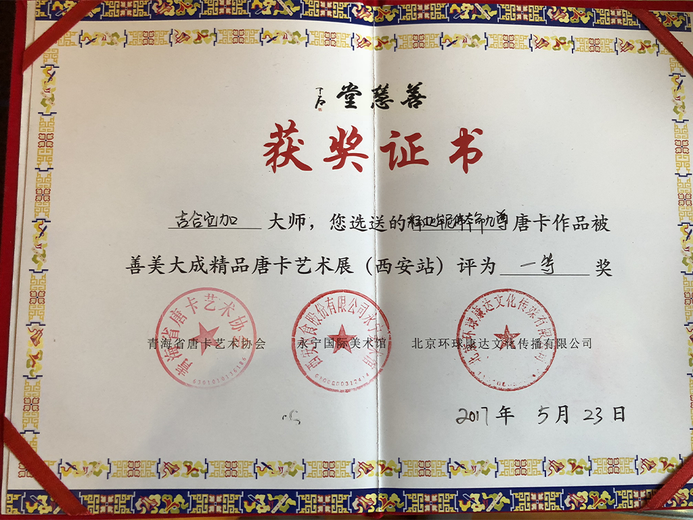 善慈堂
获奖证书
吉合宝加 大师，您选送的 唐卡作品被
善美大成精品唐卡艺术展（西安站）评为 一等 奖
青海省唐卡艺术协会 永宁国际美术馆 北京环球康达文化传播有限公司
2017年 5月 23日